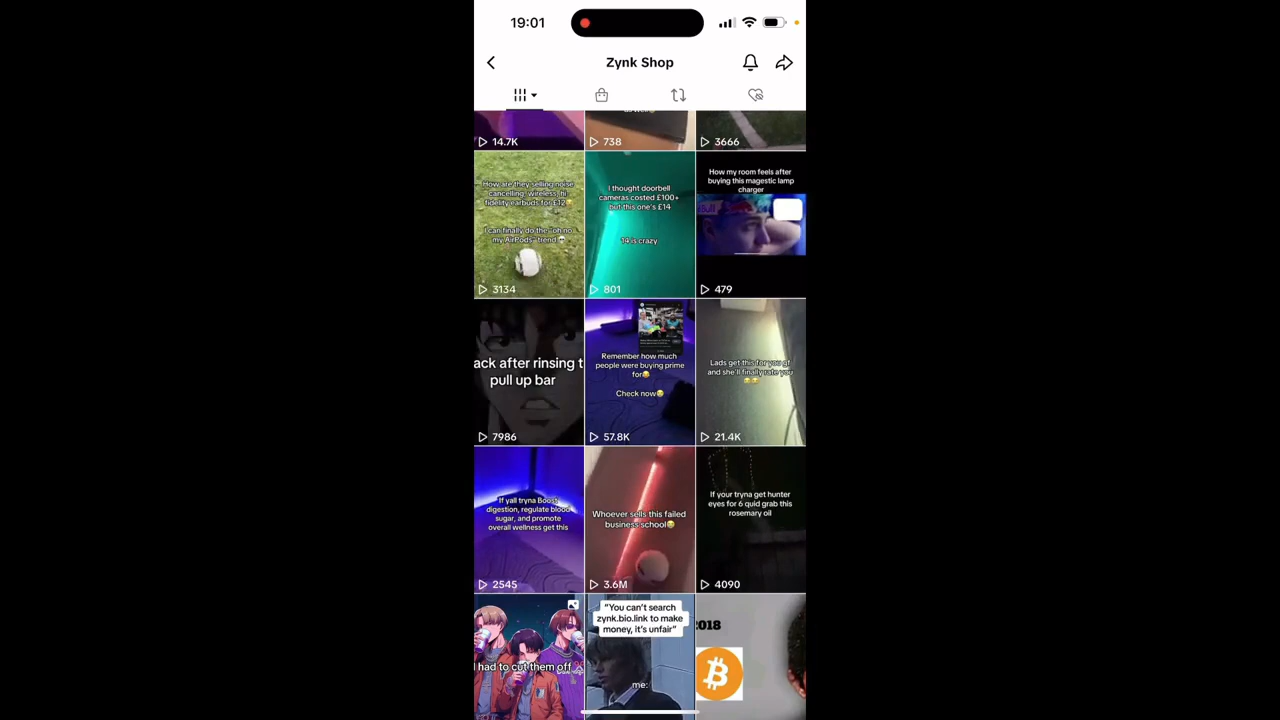 19:01
Zynk Shop
14.7K
738
3666
How are they selling noise
cancelling, wireless, hi
fidelity earbuds for £12
I can finally do the "oh no
my AirPods" trend
3134
I thought doorbell
cameras costed £100+
but this one's £14
14 is crazy
801
How my room feels after
buying this magestic lamp
charger
479
ack after rinsing t
pull up bar
7986
Remember how much
people were buying prime
for😂
Check now😢
57.8K
Lads get this for you gf
and she'll finally rate you
😂😂
21.4K
If yall tryna Boost
digestion, regulate blood
sugar, and promote
overall wellness get this
2545
Whoever sells this failed
business school😢
3.6M
If your tryna get hunter
eyes for 6 quid grab this
rosemary oil
4090
I had to cut them off
"You can't search
zynk.bio.link to make
money, it's unfair"
me:
2018